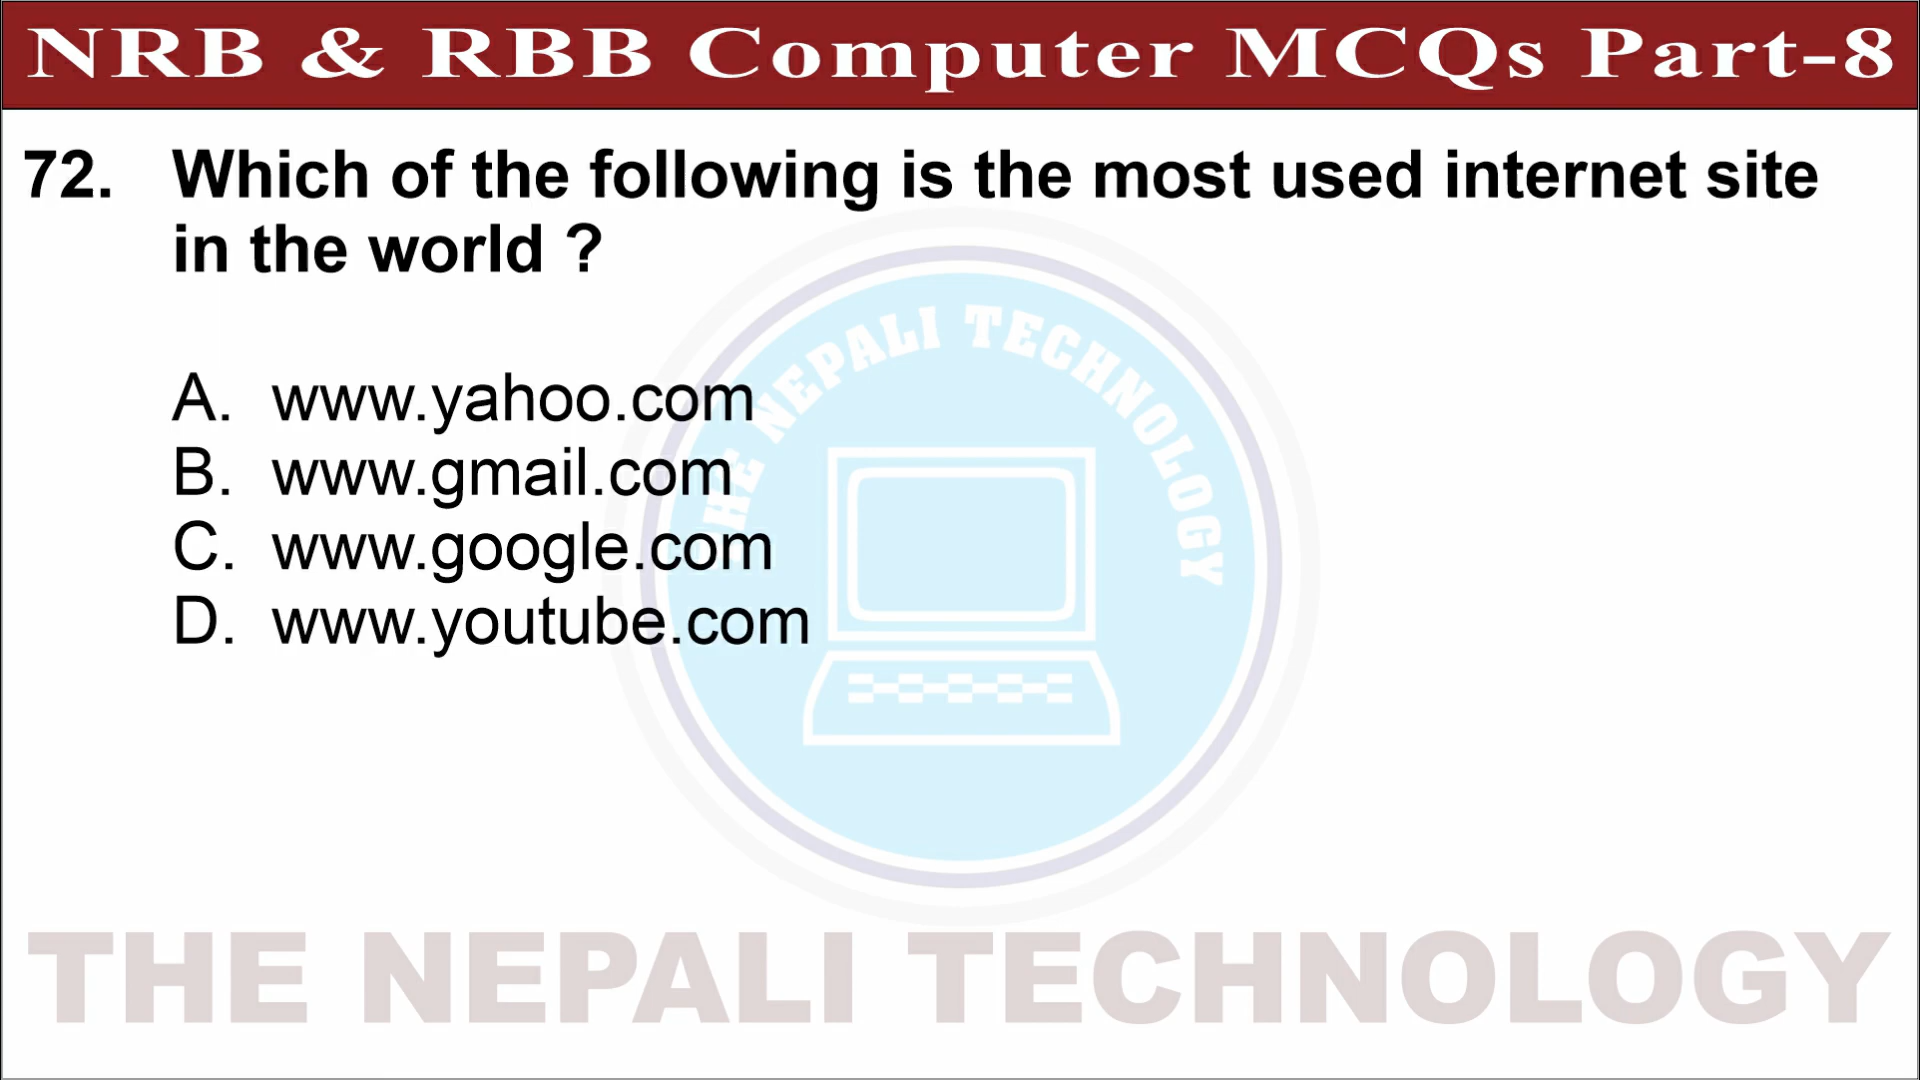 NRB & RBB Computer MCQs Part-8
72. Which of the following is the most used internet site
in the world ?
A. www.yahoo.com
B. www.gmail.com
C. www.google.com
D. www.youtube.com
THE NEPALI TECHNOLOGY
THE NEPALI TECHNOLOGY